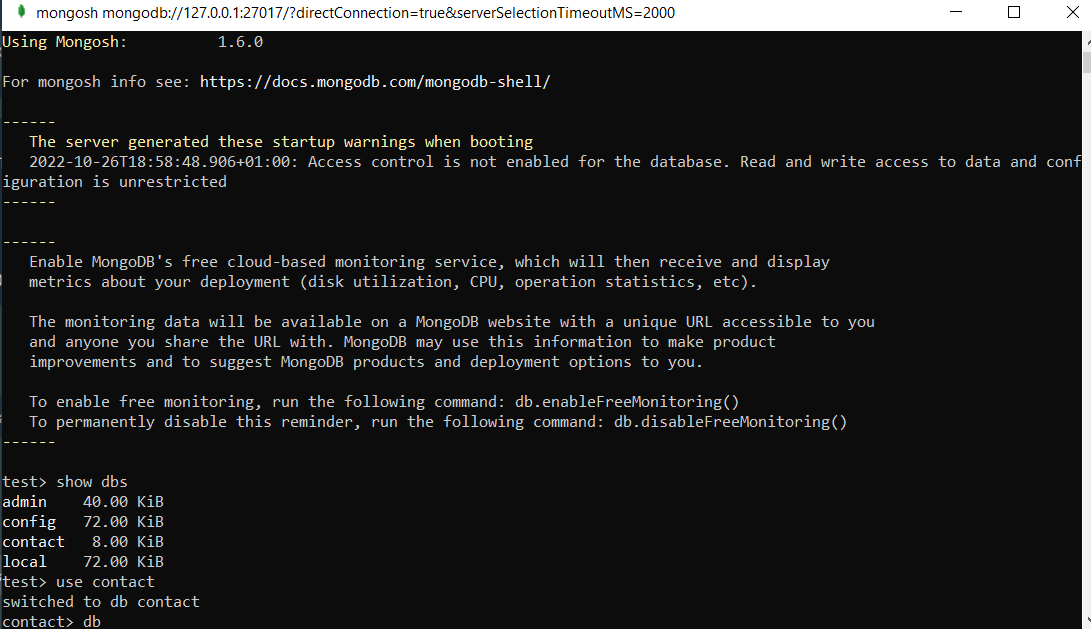 mongosh mongodb://127.0.0.1:27017/?directConnection=true&serverSelectionTimeoutMS=2000
Using Mongosh:          1.6.0
For mongosh info see: https://docs.mongodb.com/mongodb-shell/
------
The server generated these startup warnings when booting
2022-10-26T18:58:48.906+01:00: Access control is not enabled for the database. Read and write access to data and conf
iguration is unrestricted
------
------
Enable MongoDB's free cloud-based monitoring service, which will then receive and display
metrics about your deployment (disk utilization, CPU, operation statistics, etc).
The monitoring data will be available on a MongoDB website with a unique URL accessible to you
and anyone you share the URL with. MongoDB may use this information to make product
improvements and to suggest MongoDB products and deployment options to you.
To enable free monitoring, run the following command: db.enableFreeMonitoring()
To permanently disable this reminder, run the following command: db.disableFreeMonitoring()
------
test> show dbs
admin    40.00 KiB
config   72.00 KiB
contact   8.00 KiB
local    72.00 KiB
test> use contact
switched to db contact
contact> db